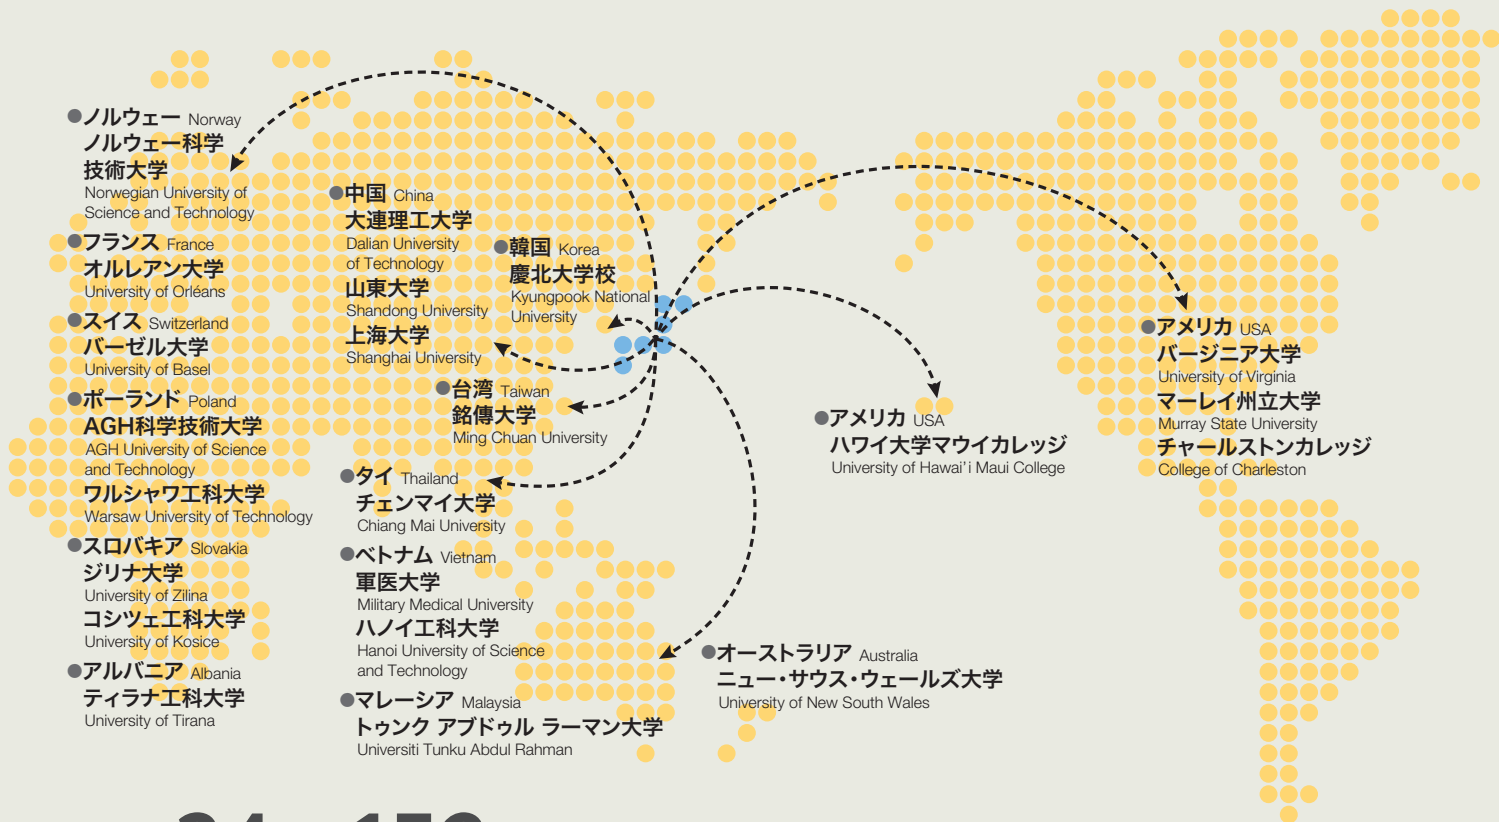 ●ノルウェー Norway
ノルウェー科学
技術大学
Norwegian University of
Science and Technology
●フランス France
オルレアン大学
University of Orléans
●スイス Switzerland
バーゼル大学
University of Basel
●ポーランド Poland
AGH科学技術大学
AGH University of Science
and Technology
ワルシャワ工科大学
Warsaw University of Technology
●スロバキア Slovakia
ジリナ大学
University of Zilina
コシツェ工科大学
University of Kosice
●アルバニア Albania
ティラナ工科大学
University of Tirana
●中国 China
大連理工大学
Dalian University
of Technology
山東大学
Shandong University
上海大学
Shanghai University
●韓国 Korea
慶北大学校
Kyungpook National
University
●台湾 Taiwan
銘傳大学
Ming Chuan University
●タイ Thailand
チェンマイ大学
Chiang Mai University
●ベトナム Vietnam
軍医大学
Military Medical University
ハノイ工科大学
Hanoi University of Science
and Technology
●マレーシア Malaysia
トゥンク アブドゥル ラーマン大学
Universiti Tunku Abdul Rahman
●オーストラリア Australia
ニュー・サウス・ウェールズ大学
University of New South Wales
●アメリカ USA
ハワイ大学マウイカレッジ
University of Hawai'i Maui College
●アメリカ USA
バージニア大学
University of Virginia
マーレイ州立大学
Murray State University
チャールストンカレッジ
College of Charleston